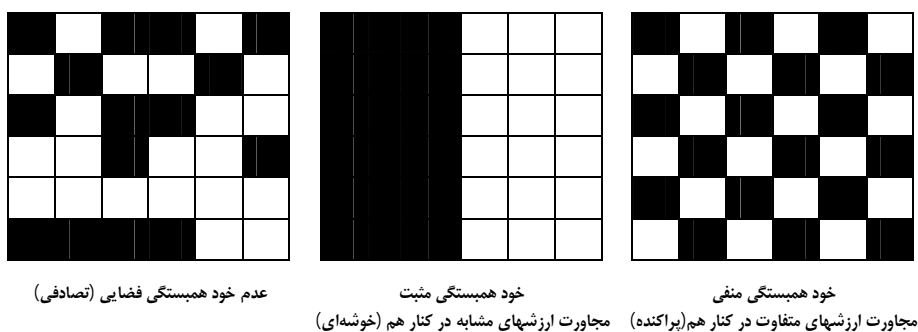 خود همبستگی منفی
مجاورت ارزشهای متفاوت در کنار هم(پراکنده)
خود همبستگی مثبت
مجاورت ارزشهای مشابه در کنار هم (خوشه‌ای)
عدم خود همبستگی فضایی (تصادفی)